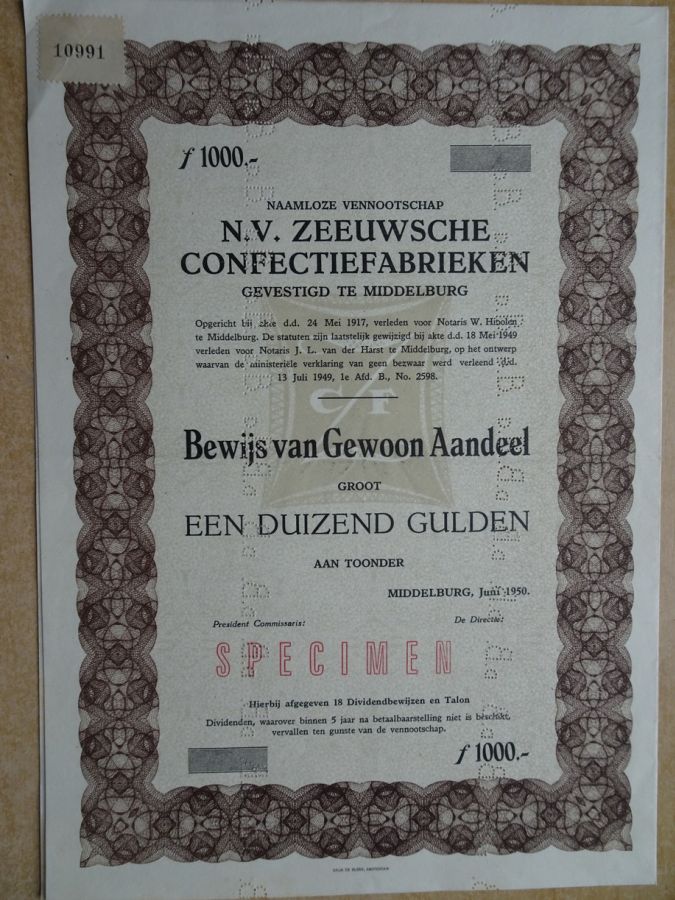 10991
ƒ 1000.-
NAAMLOZE VENNOOTSCHAP
N.V. ZEEUWSCHE
CONFECTIEFABRIEKEN
GEVESTIGD TE MIDDELBURG
Opgericht bij akte d.d. 24 Mei 1917, verleden voor Notaris W.
te Middelburg. De statuten zijn laatstelijk gewijzigd bij akte d.d. 18 Mei 1949
verleden voor Notaris J. L. van der Harst te Middelburg, op het ontwerp
waarvan de ministeriële verklaring van geen bezwaar werd verleend d.d.
13 Juli 1949, 1e Afd. B., No. 2598.
Bewijs van Gewoon Aandeel
GROOT
EEN DUIZEND GULDEN
AAN TOONDER
MIDDELBURG, Juni 1950.
President Commissaris:
De Directie:
SPECIMEN
Hierbij afgegeven 18 Dividendbewijzen en Talon
Dividenden, waarover binnen 5 jaar na betaalbaarstelling niet is beschikt,
vervallen ten gunste van de vennootschap.
ƒ 1000.-